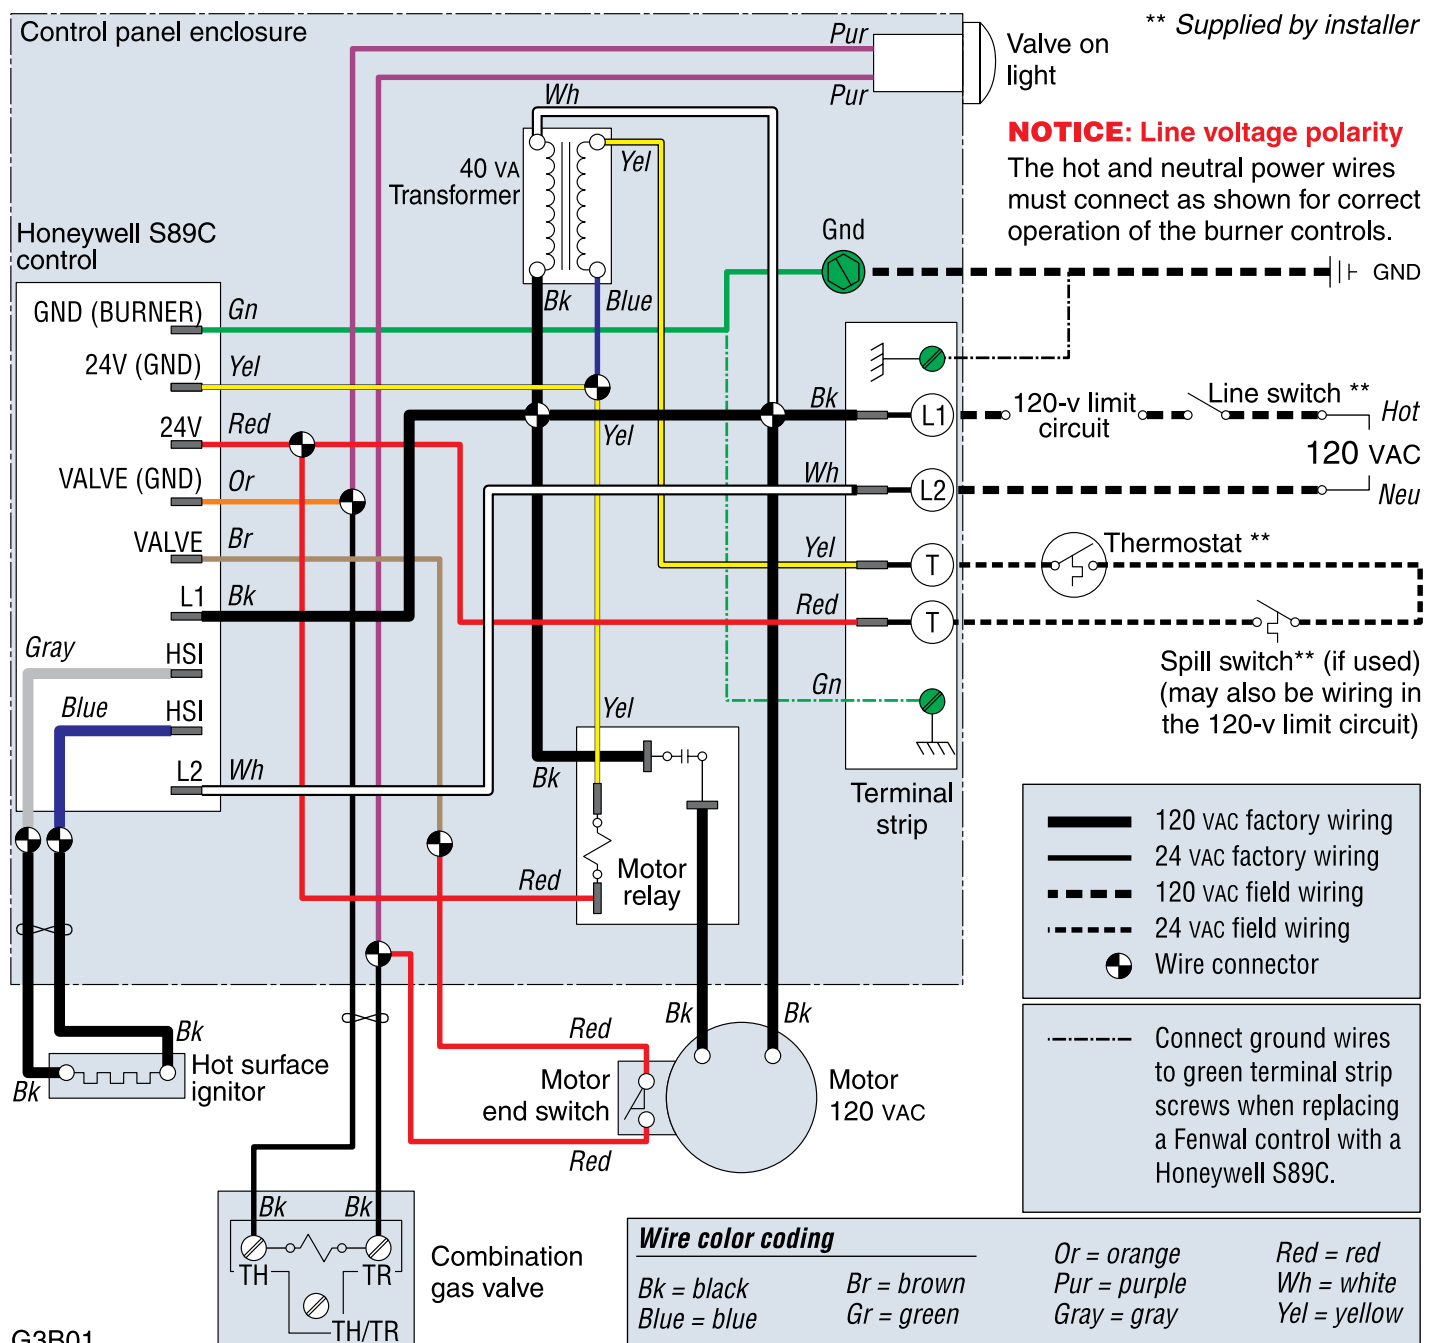 Control panel enclosure
Pur
Pur
Valve on
light
** Supplied by installer
NOTICE: Line voltage polarity
The hot and neutral power wires
must connect as shown for correct
operation of the burner controls.
Wh
40 VA
Transformer
Yel
Bk
Blue
Gnd
GND
Honeywell S89C
control
GND (BURNER)
Gn
24V (GND)
Yel
24V
Red
VALVE (GND)
Or
VALVE
Br
L1
Bk
HSI
Gray
HSI
Blue
L2
Wh
Yel
Bk
L1
120-v limit
circuit
Line switch **
Hot
120 VAC
Neu
Wh
L2
Yel
T
Thermostat **
Red
T
Spill switch** (if used)
(may also be wiring in
the 120-v limit circuit)
Gn
Terminal
strip
Yel
Bk
Red
Motor
relay
120 VAC factory wiring
24 VAC factory wiring
120 VAC field wiring
24 VAC field wiring
Wire connector
Connect ground wires
to green terminal strip
screws when replacing
a Fenwal control with a
Honeywell S89C.
Bk
Bk
Hot surface
ignitor
Bk
Bk
Red
Motor
end switch
Red
Motor
120 VAC
Bk
Bk
TH
TR
TH/TR
Combination
gas valve
Wire color coding
Bk = black
Blue = blue
Br = brown
Gr = green
Or = orange
Pur = purple
Gray = gray
Red = red
Wh = white
Yel = yellow
G3B01